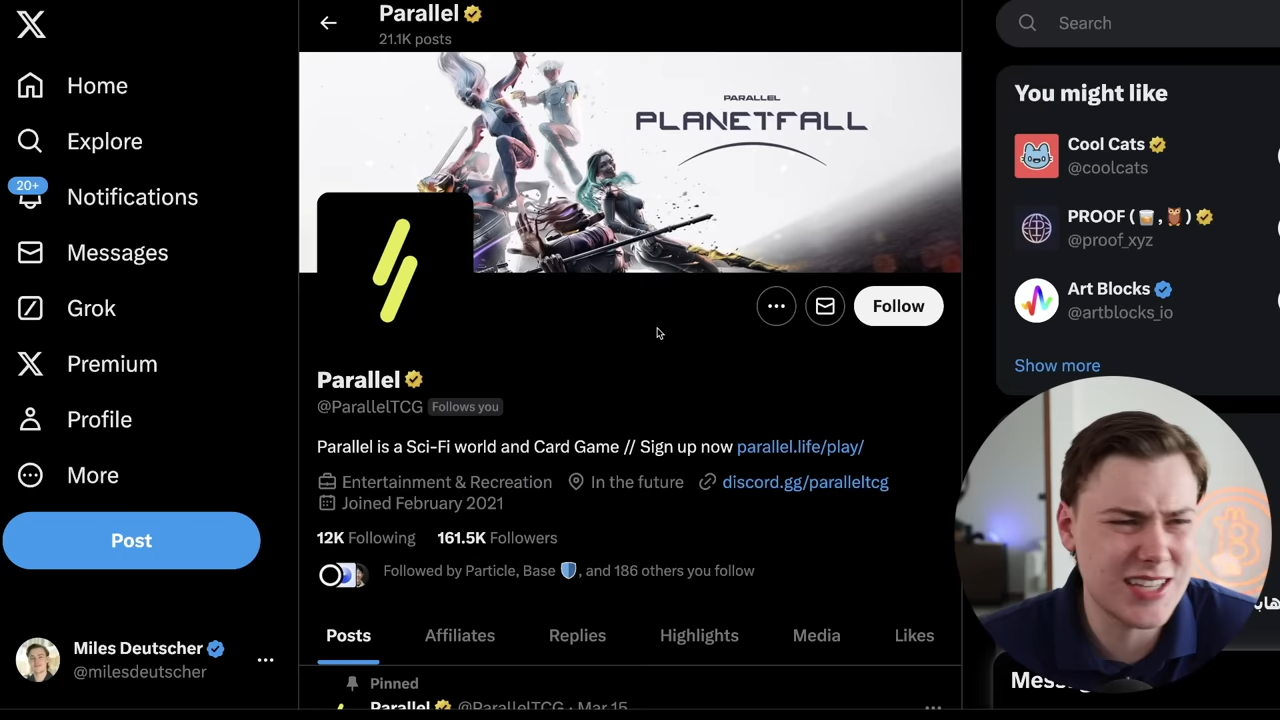 Parallel
21.1K posts
Home
Explore
20+
Notifications
Messages
Grok
Premium
Profile
More
Post
Miles Deutscher
@milesdeutscher
PARALLEL
PLANETFALL
Follow
Parallel
@ParallelTCG Follows you
Parallel is a Sci-Fi world and Card Game // Sign up now parallel.life/play/
Entertainment & Recreation In the future discord.gg/paralleltcg
Joined February 2021
12K Following 161.5K Followers
Followed by Particle, Base 🛡️, and 186 others you follow
Posts Affiliates Replies Highlights Media Likes
Pinned
Parallel @ParallelTCG · Mar 15
Search
You might like
Cool Cats
@coolcats
PROOF (🥃, 🦉)
@proof_xyz
Art Blocks
@artblocks_io
Show more